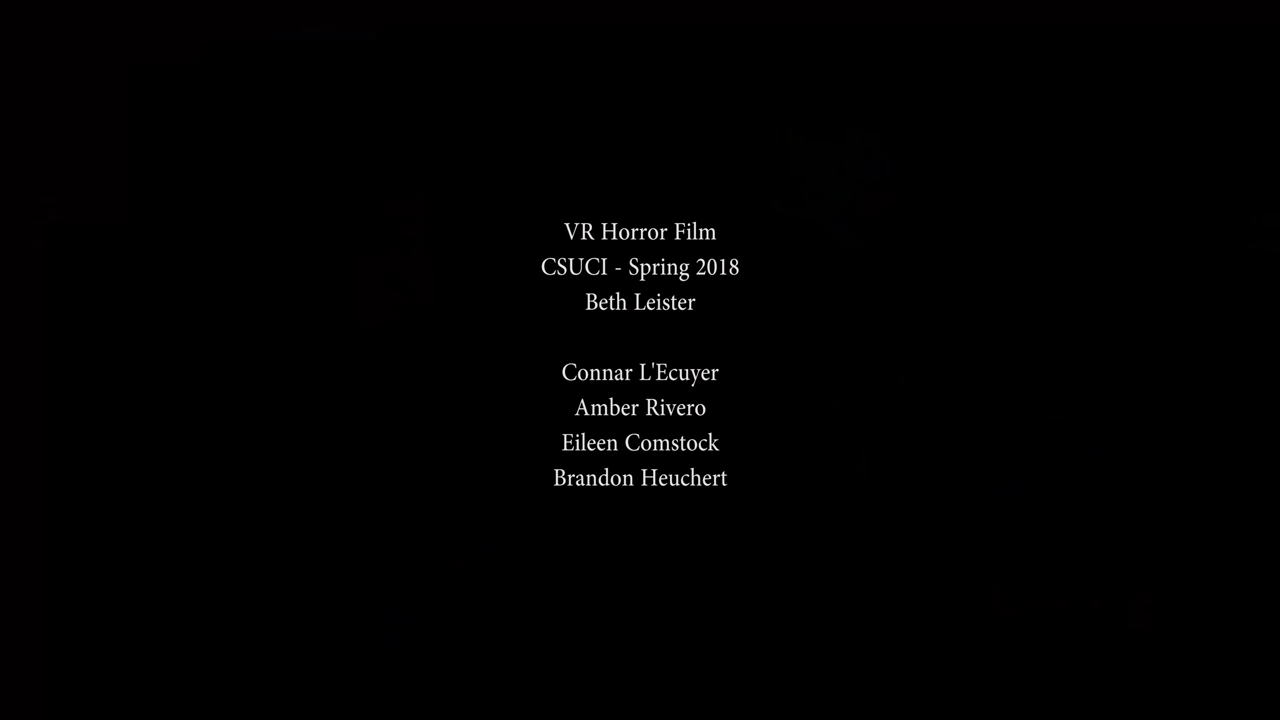 VR Horror Film
CSUCI - Spring 2018
Beth Leister
Connar L'Ecuyer
Amber Rivero
Eileen Comstock
Brandon Heuchert